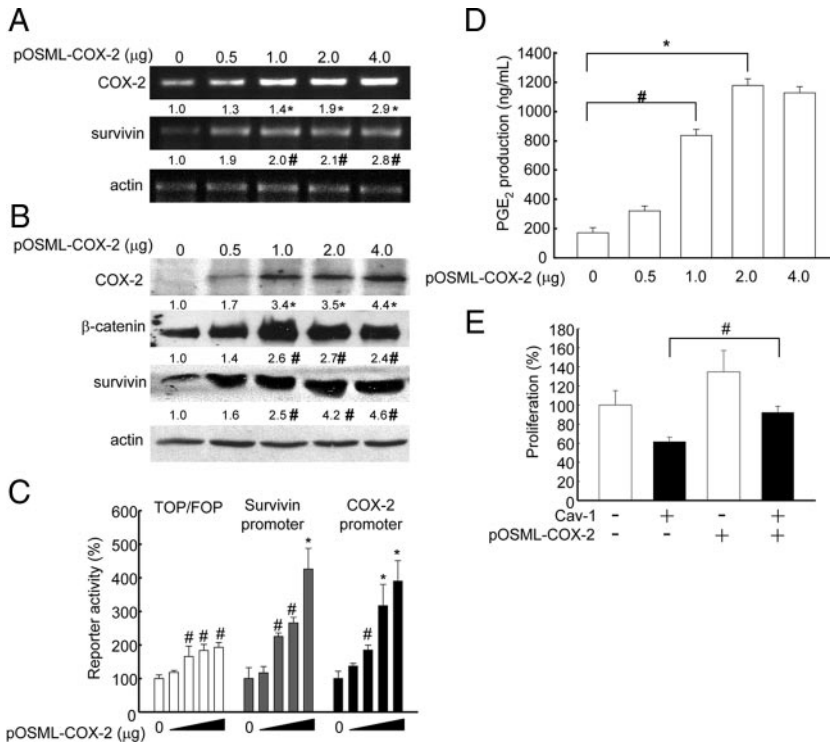 A
pOSML-COX-2 (µg) 0 0.5 1.0 2.0 4.0
COX-2
1.0 1.3 1.4* 1.9* 2.9*
survivin
1.0 1.9 2.0# 2.1# 2.8#
actin
B
pOSML-COX-2 (µg) 0 0.5 1.0 2.0 4.0
COX-2
1.0 1.7 3.4* 3.5* 4.4*
β-catenin
1.0 1.4 2.6# 2.7# 2.4#
survivin
1.0 1.6 2.5# 4.2# 4.6#
actin
C
Reporter activity (%)
600
500
400
300
200
100
0
TOP/FOP
# # #
Survivin
promoter
# # *
COX-2
promoter
# * *
pOSML-COX-2 (µg) 0 0 0
D
PGE2 production (ng/mL)
1400
1200
1000
800
600
400
200
0
*
#
pOSML-COX-2 (µg) 0 0.5 1.0 2.0 4.0
E
Proliferation (%)
180
160
140
120
100
80
60
40
20
0
#
Cav-1 - + - +
pOSML-COX-2 - - + +